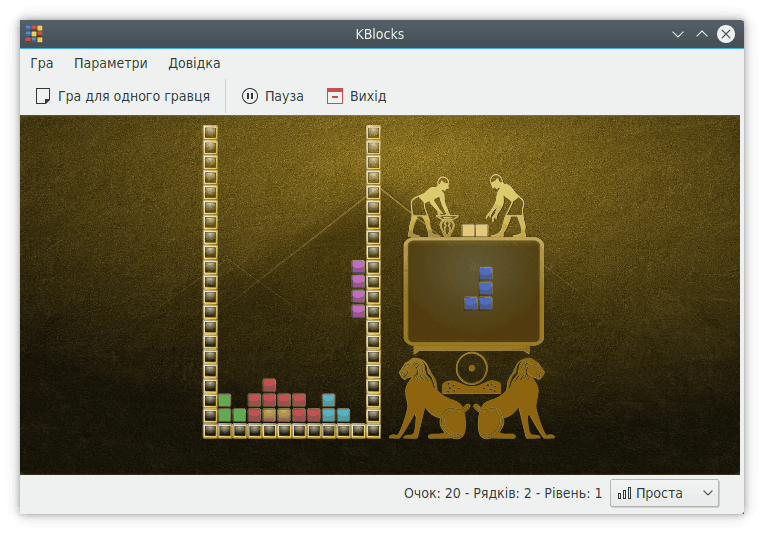 KBlocks
Гра Параметри Довідка
Гра для одного гравця Пауза Вихід
Очок: 20 - Рядків: 2 - Рівень: 1 Проста